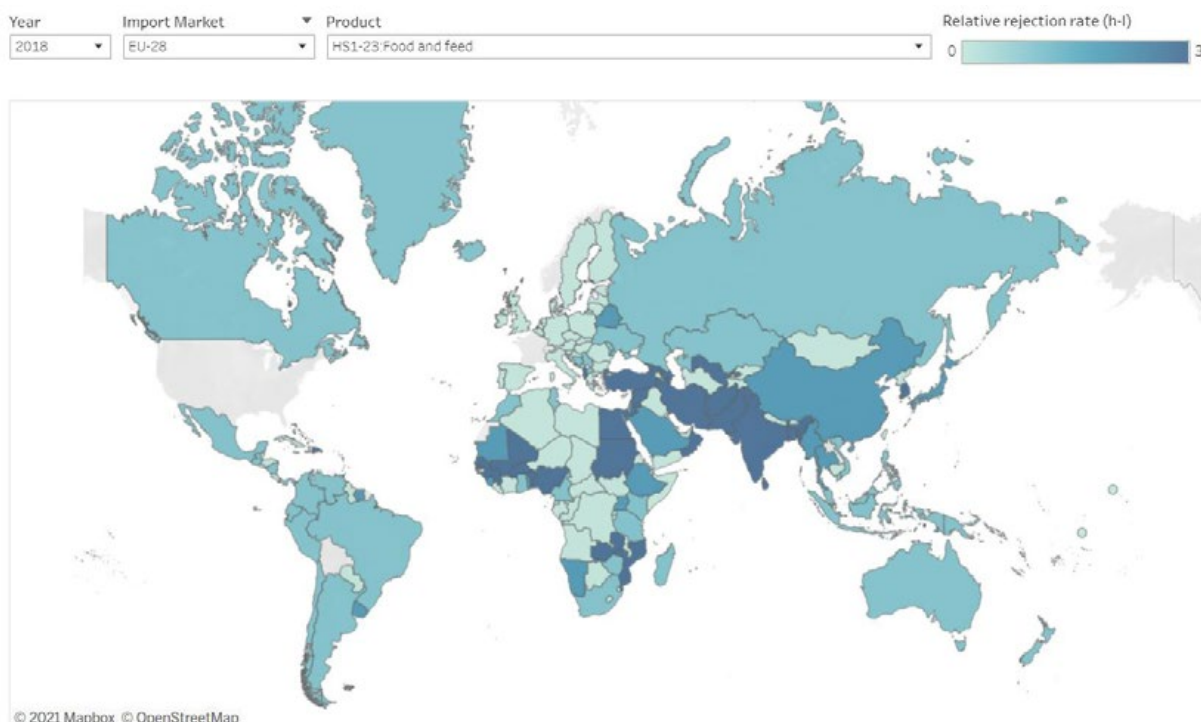 Year Import Market Product Relative rejection rate (h-l)
2018 EU-28 HS1-23:Food and feed 0 3
© 2021 Mapbox © OpenStreetMap